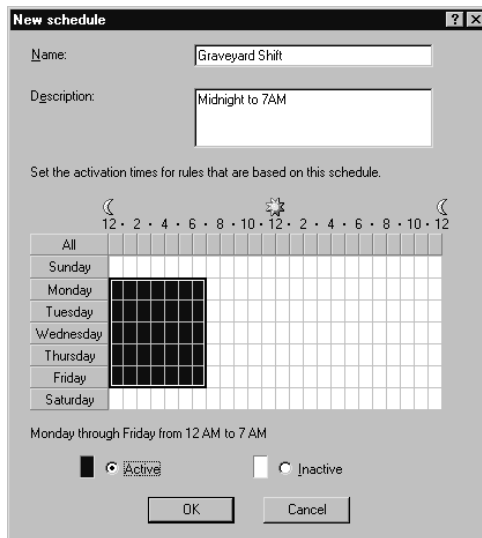 New schedule
Name:
Graveyard Shift
Description:
Midnight to 7AM
Set the activation times for rules that are based on this schedule.
12 · 2 · 4 · 6 · 8 · 10 · 12 · 2 · 4 · 6 · 8 · 10 · 12
All
Sunday
Monday
Tuesday
Wednesday
Thursday
Friday
Saturday
Monday through Friday from 12 AM to 7 AM
Active
Inactive
OK
Cancel